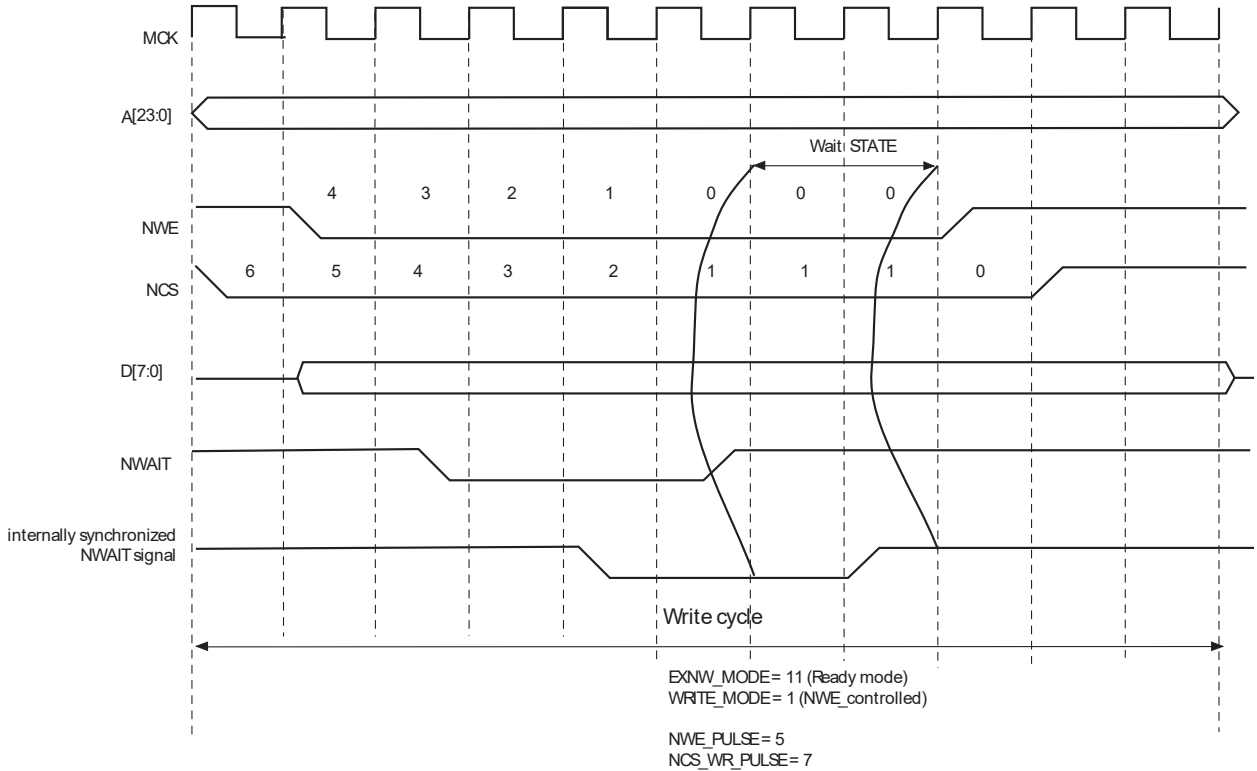 MCK
A[23:0]
Wait STATE
4 3 2 1 0 0 0
NWE
6 5 4 3 2 1 1 1 0
NCS
D[7:0]
NWAIT
internally synchronized
NWAIT signal
Write cycle
EXNW_MODE = 11 (Ready mode)
WRITE_MODE = 1 (NWE_controlled)
NWE_PULSE = 5
NCS_WR_PULSE = 7